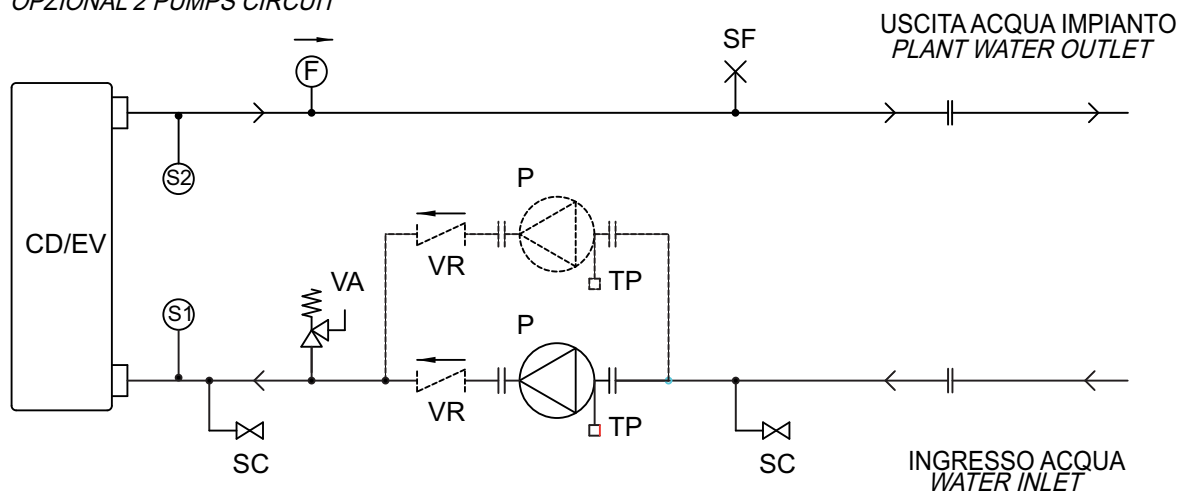 OPZIONAL 2 PUMPS CIRCUIT
USCITA ACQUA IMPIANTO
PLANT WATER OUTLET
SF
F
S2
P
CD/EV
VR
TP
VA
S1
P
VR
TP
SC
SC
INGRESSO ACQUA
WATER INLET